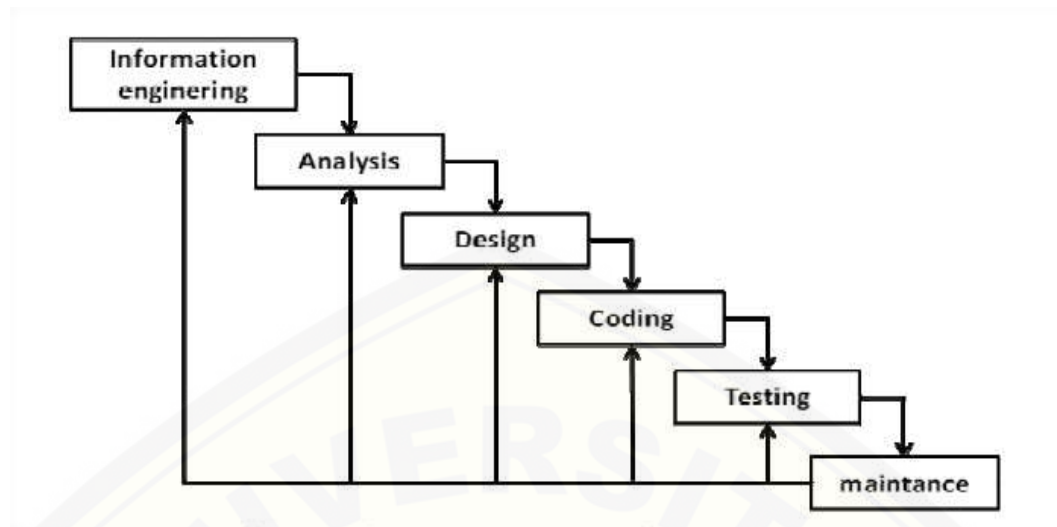 Information
enginering
Analysis
Design
Coding
Testing
maintance